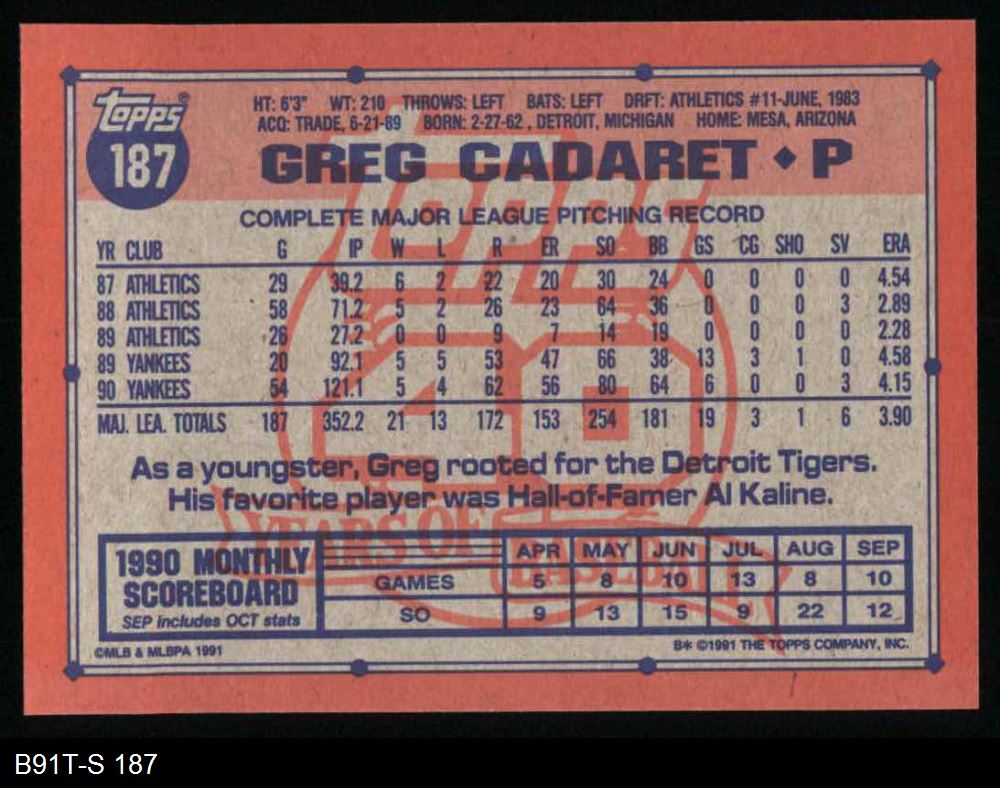 topps®
187
HT: 6'3" WT: 210 THROWS: LEFT BATS: LEFT DRFT: ATHLETICS #11-JUNE, 1983
ACQ: TRADE, 6-21-89 BORN: 2-27-62, DETROIT, MICHIGAN HOME: MESA, ARIZONA
GREG CADARET ◆ P
COMPLETE MAJOR LEAGUE PITCHING RECORD
YR CLUB G IP W L R ER SO BB GS CG SHO SV ERA
87 ATHLETICS 29 39.2 6 2 22 20 30 24 0 0 0 0 4.54
88 ATHLETICS 58 71.2 5 2 26 23 64 36 0 0 0 3 2.89
89 ATHLETICS 26 27.2 0 0 9 7 14 19 0 0 0 0 2.28
89 YANKEES 20 92.1 5 5 53 47 66 38 13 3 1 0 4.58
90 YANKEES 54 121.1 5 4 62 56 80 64 6 0 0 3 4.15
MAJ. LEA. TOTALS 187 352.2 21 13 172 153 254 181 19 3 1 6 3.90
TOPPS
40
YEARS OF
BASEBALL
As a youngster, Greg rooted for the Detroit Tigers.
His favorite player was Hall-of-Famer Al Kaline.
1990 MONTHLY
SCOREBOARD
SEP includes OCT stats
APR MAY JUN JUL AUG SEP
GAMES 5 8 10 13 8 10
SO 9 13 15 9 22 12
©MLB & MLBPA 1991
B* ©1991 THE TOPPS COMPANY, INC.
B91T-S 187